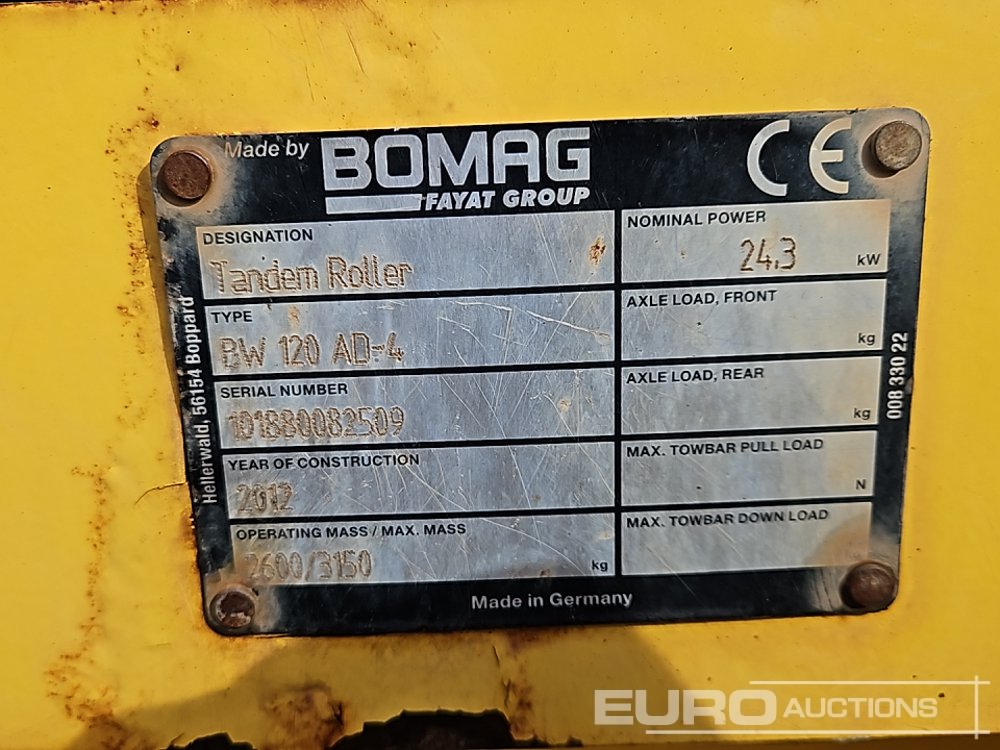 Made by BOMAG
FAYAT GROUP
CE
DESIGNATION
Tandem Roller
TYPE
BW 120 AD-4
SERIAL NUMBER
101880082509
YEAR OF CONSTRUCTION
2012
OPERATING MASS / MAX. MASS
2600/3150 kg
NOMINAL POWER
24.3 kW
AXLE LOAD, FRONT
kg
AXLE LOAD, REAR
kg
MAX. TOWBAR PULL LOAD
N
MAX. TOWBAR DOWN LOAD
Made in Germany
Hellerwald, 56154 Boppard
008 330 22
EURO AUCTIONS